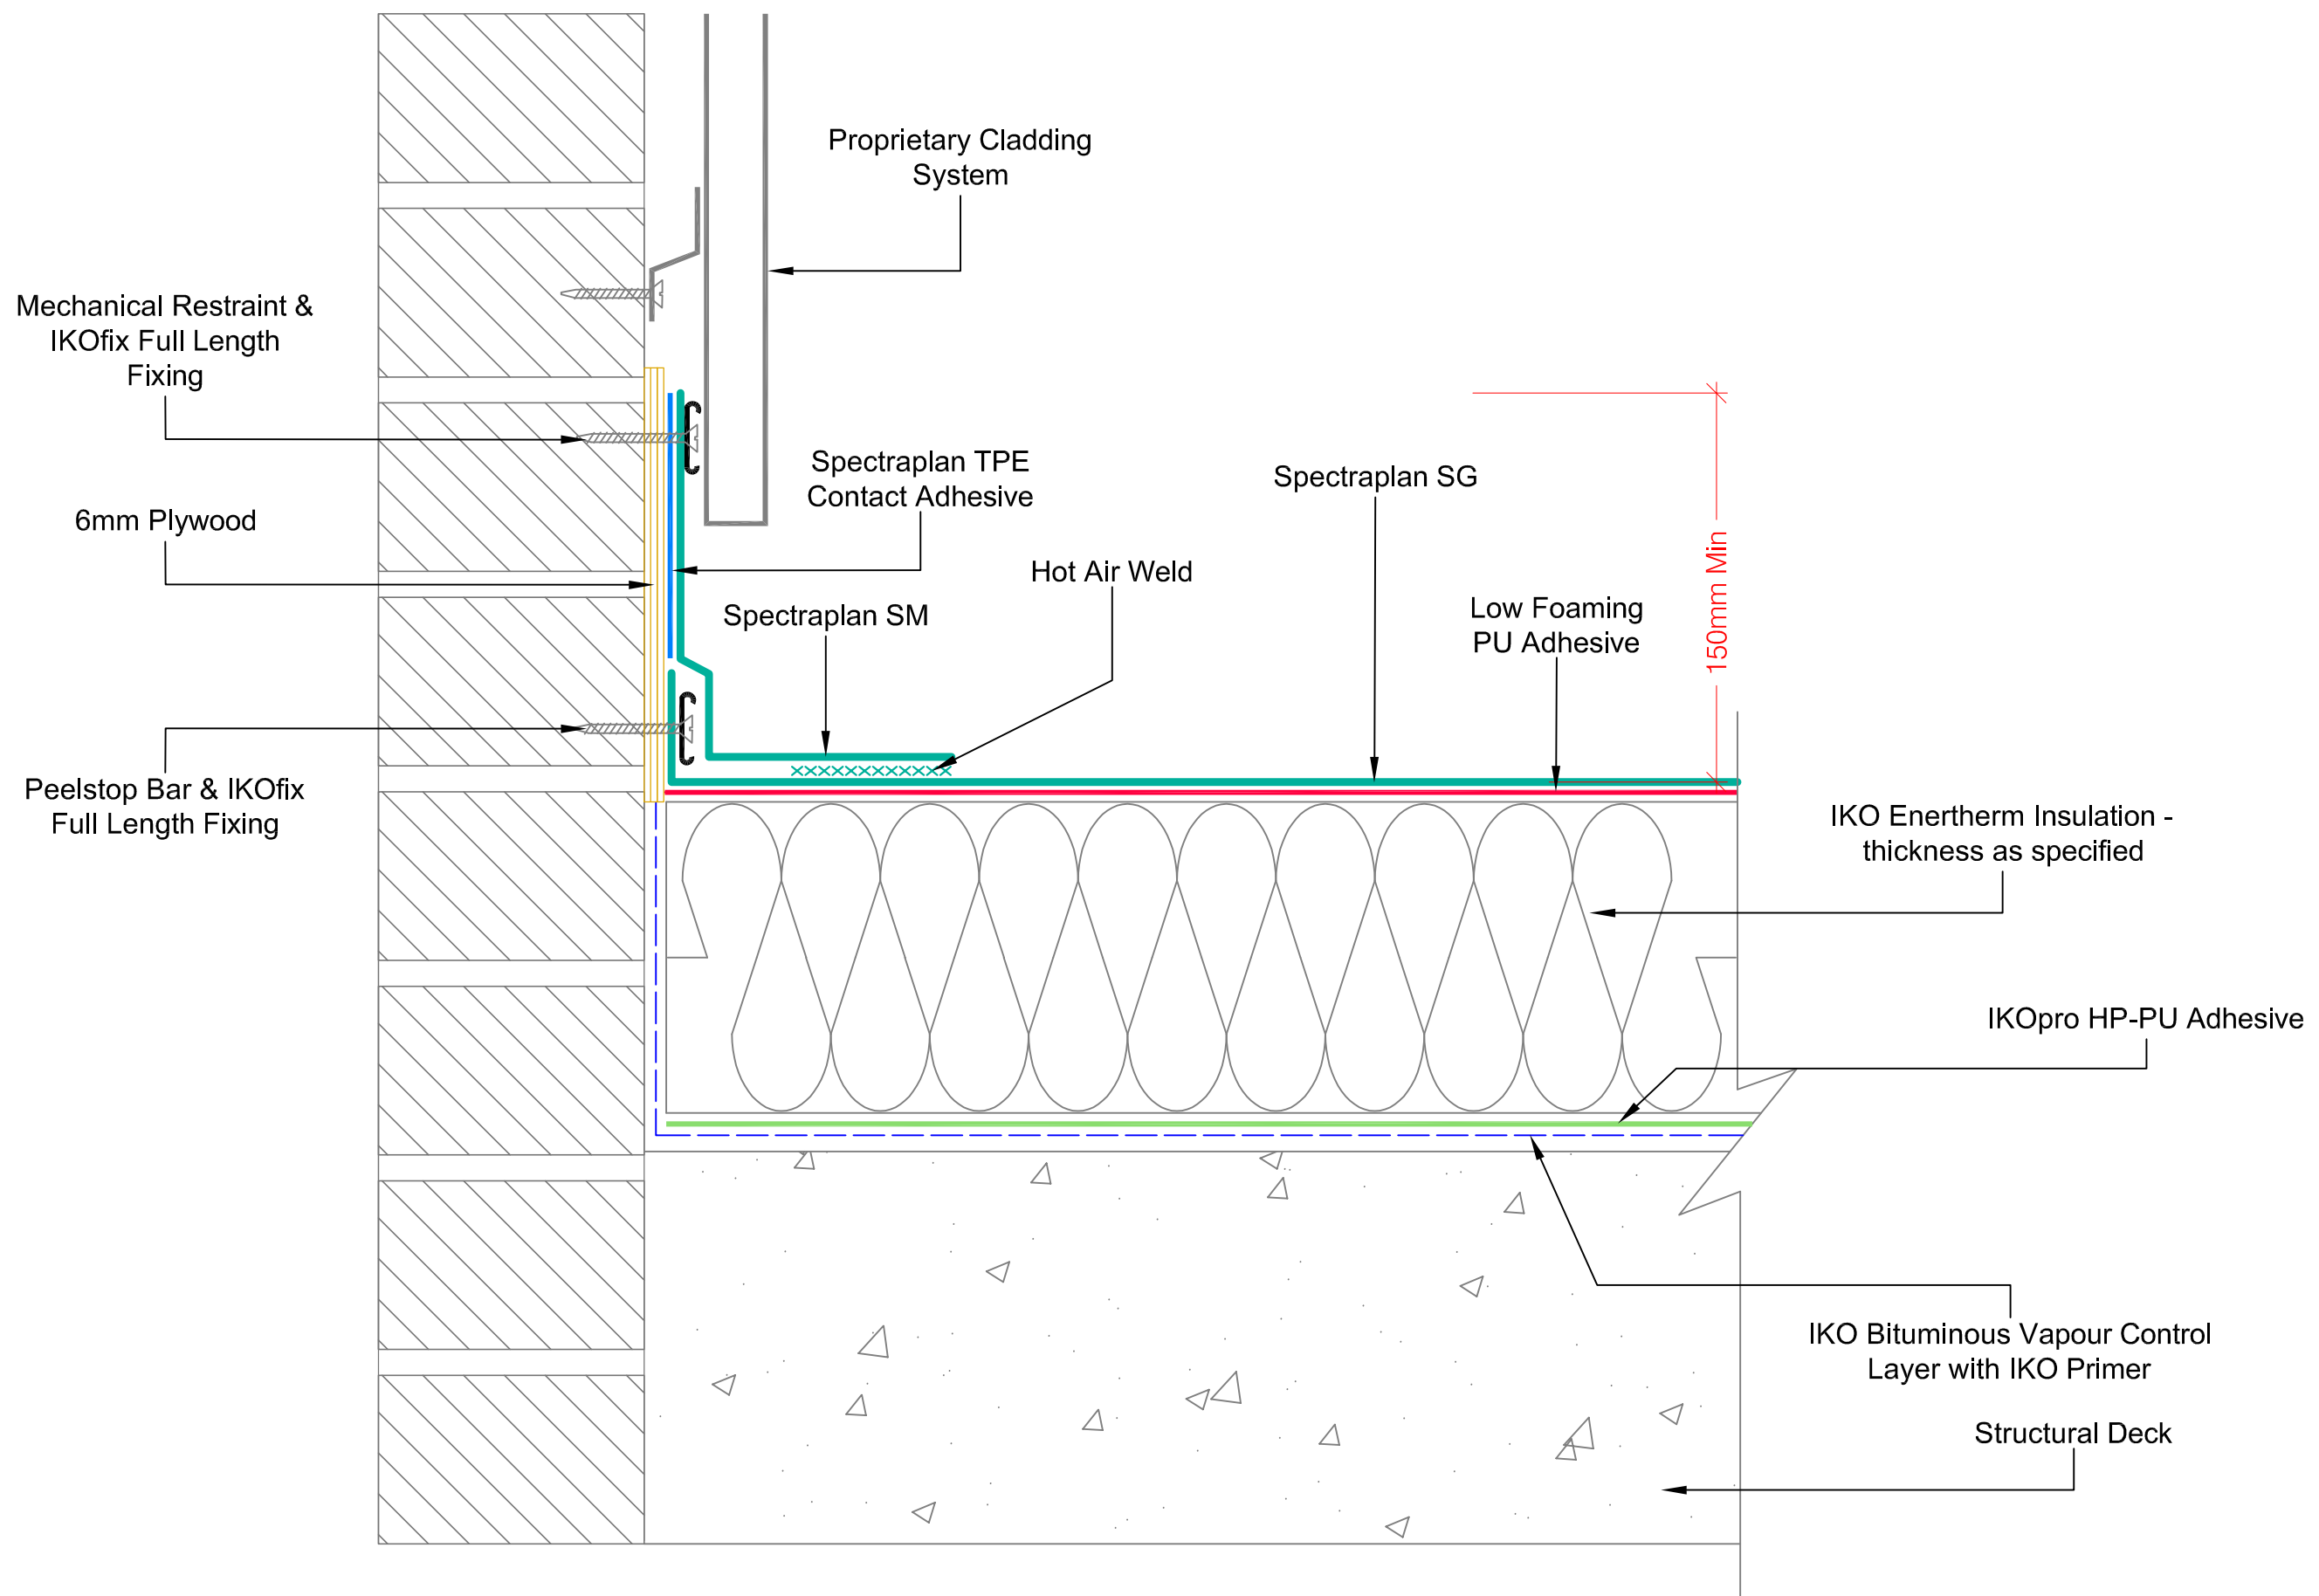 Proprietary Cladding
System
Mechanical Restraint &
IKOfix Full Length
Fixing
Spectraplan TPE
Contact Adhesive
Spectraplan SG
6mm Plywood
Hot Air Weld
Spectraplan SM
Low Foaming
PU Adhesive
150mm Min
Peelstop Bar & IKOfix
Full Length Fixing
IKO Enertherm Insulation -
thickness as specified
IKOpro HP-PU Adhesive
IKO Bituminous Vapour Control
Layer with IKO Primer
Structural Deck